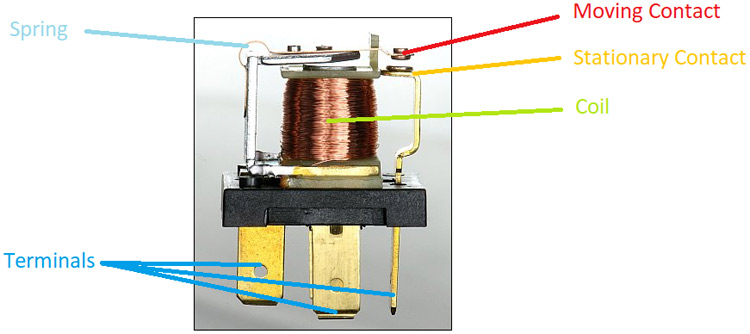 Moving Contact
Spring
Stationary Contact
Coil
Terminals